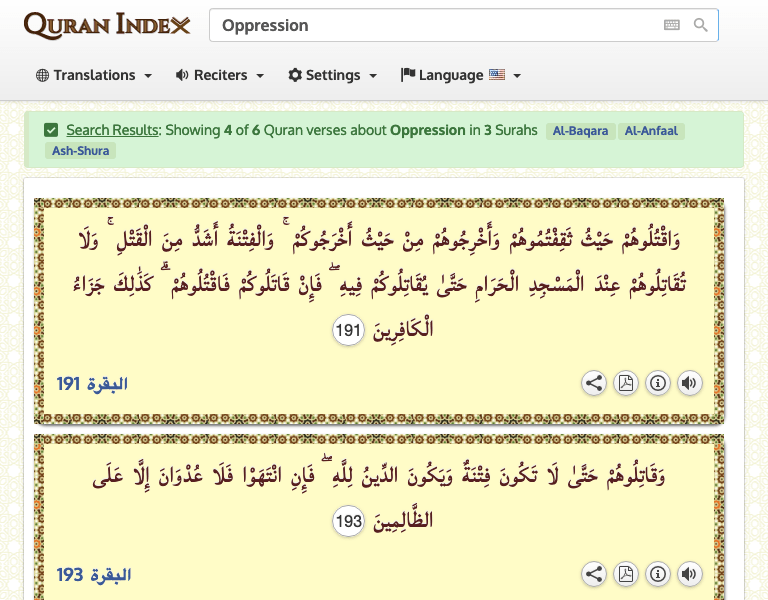 QURAN INDEX
Oppression
Translations Reciters Settings Language
Search Results: Showing 4 of 6 Quran verses about Oppression in 3 Surahs Al-Baqara Al-Anfaal
Ash-Shura
وَاقْتُلُوهُمْ حَيْثُ ثَقِفْتُمُوهُمْ وَأَخْرِجُوهُمْ مِنْ حَيْثُ أَخْرَجُوكُمْ ۚ وَالْفِتْنَةُ أَشَدُّ مِنَ الْقَتْلِ ۚ وَلَا
تُقَاتِلُوهُمْ عِنْدَ الْمَسْجِدِ الْحَرَامِ حَتَّىٰ يُقَاتِلُوكُمْ فِيهِ ۖ فَإِنْ قَاتَلُوكُمْ فَاقْتُلُوهُمْ ۗ كَذَٰلِكَ جَزَاءُ
الْكَافِرِينَ 191
البقرة 191
وَقَاتِلُوهُمْ حَتَّىٰ لَا تَكُونَ فِتْنَةٌ وَيَكُونَ الدِّينُ لِلَّهِ ۖ فَإِنِ انْتَهَوْا فَلَا عُدْوَانَ إِلَّا عَلَى
الظَّالِمِينَ 193
البقرة 193